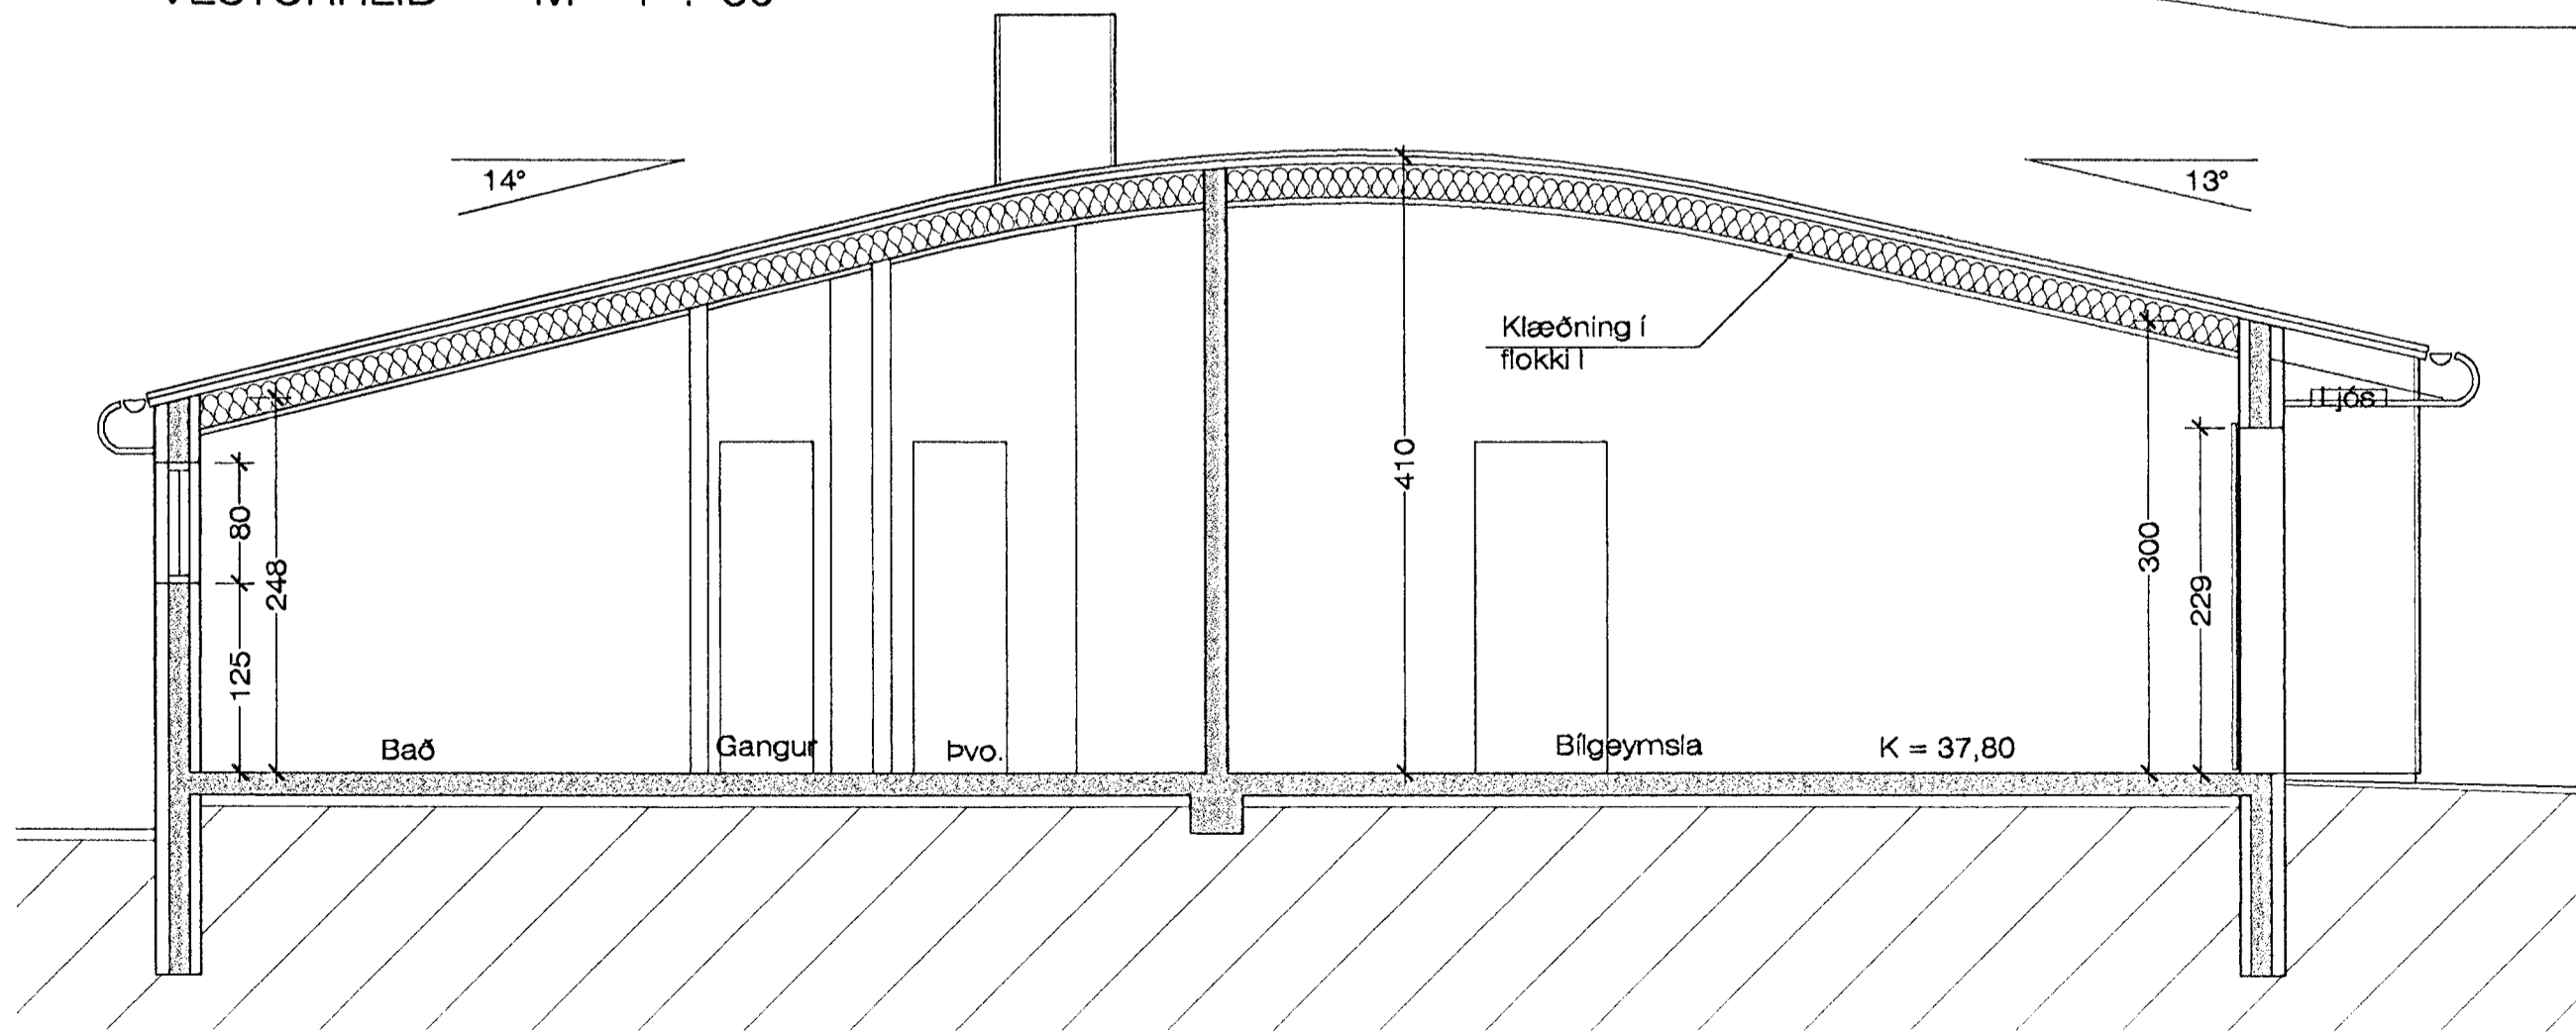 14°
13°
Klæðning í
flokki I
Ljós
410
80
248
300
229
125
Bað
Gangur
Þvo.
Bílgeymsla
K = 37,80